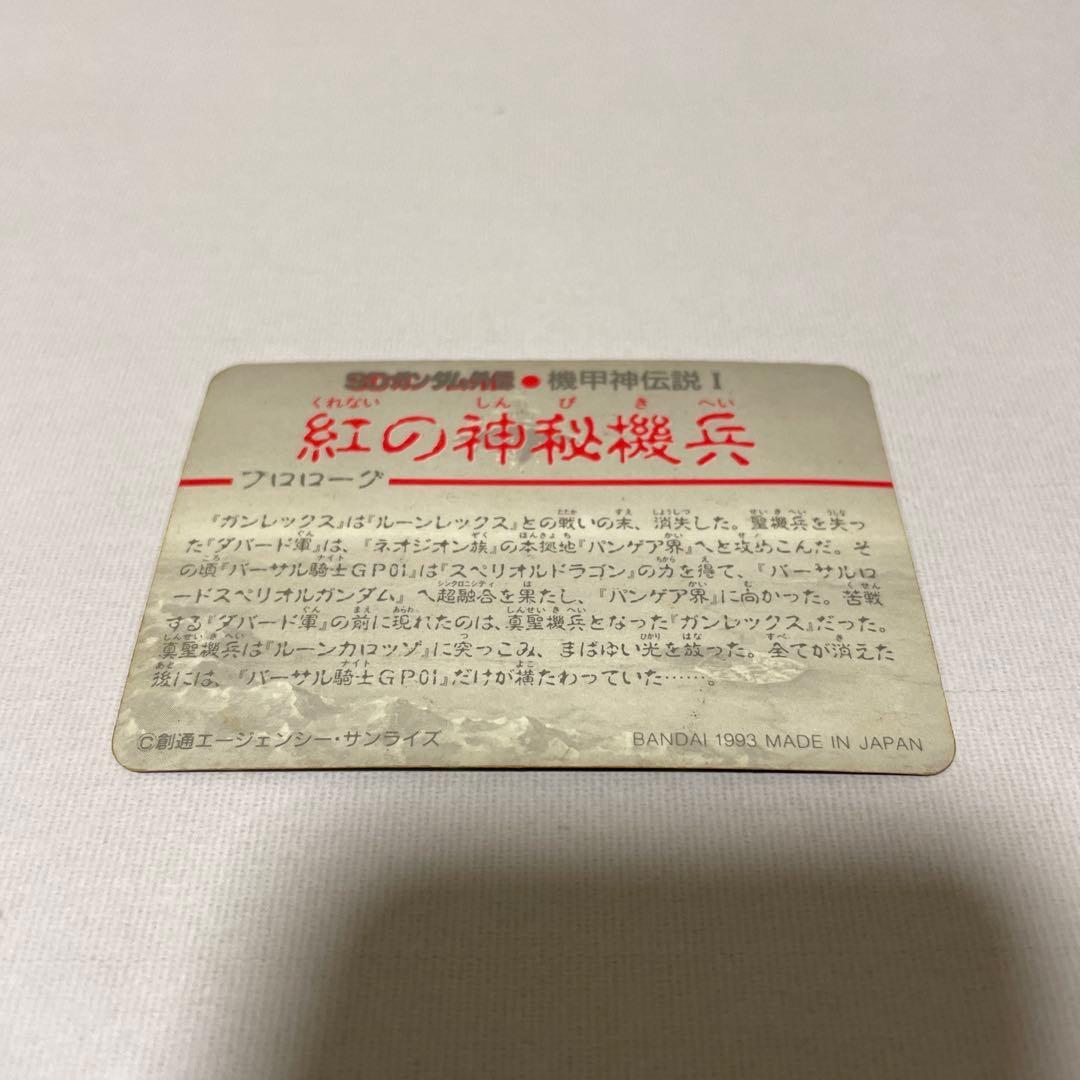 SDガンダム外伝●機甲神伝説Ⅰ
くれない しんぴきへい
紅の神秘機兵
プロローグ
『ガンレックス』は『ルーンレックス』との戦いの末、消失した。聖機兵を失っ
た『ダバード軍』は、『ネオジオン族』の本拠地『パンゲア界』へと攻めこんだ。そ
の頃『バーサル騎士GP01』は『スペリオルドラゴン』の力を得て、『バーサルロ
ードスペリオルガンダム』へ超融合を果たし、『パンゲア界』に向かった。苦戦
する『ダバード軍』の前に現れたのは、真聖機兵となった『ガンレックス』だった。
真聖機兵は『ルーンカロッゾ』に突っこみ、まばゆい光を放った。全てが消えた
後には、『バーサル騎士GP01』だけが横たわっていた……。
©創通エージェンシー・サンライズ
BANDAI 1993 MADE IN JAPAN